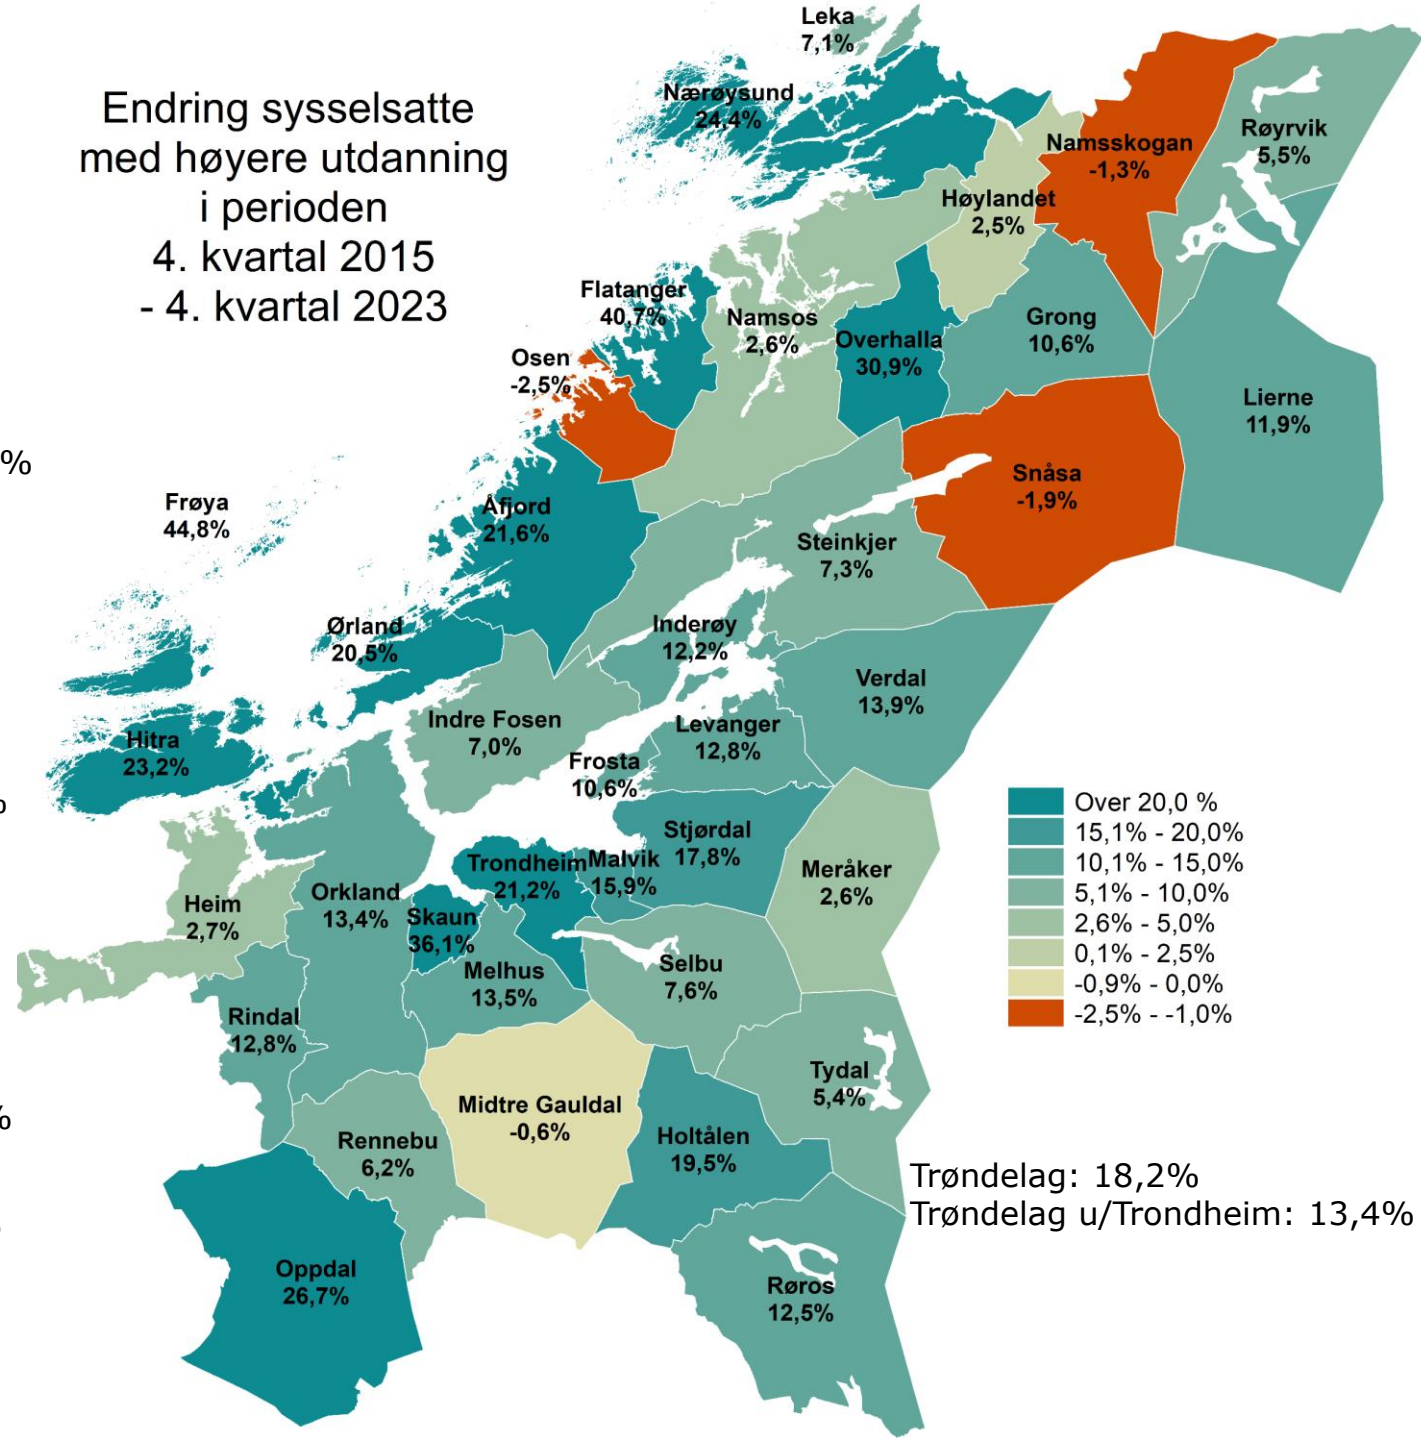 Endring sysselsatte
med høyere utdanning
i perioden
4. kvartal 2015
- 4. kvartal 2023
Leka
7,1%
Nærøysund
24,4%
Namsskogan
-1,3%
Røyrvik
5,5%
Høylandet
2,5%
Flatanger
40,7%
Namsos
2,6%
Overhalla
30,9%
Grong
10,6%
Osen
-2,5%
Lierne
11,9%
%
Snåsa
-1,9%
Frøya
44,8%
Åfjord
21,6%
Steinkjer
7,3%
Ørland
20,5%
Inderøy
12,2%
Verdal
13,9%
Indre Fosen
7,0%
Levanger
12,8%
Hitra
23,2%
Frosta
10,6%
%
Stjørdal
17,8%
Trondheim
21,2%
Malvik
15,9%
Meråker
2,6%
Heim
2,7%
Orkland
13,4%
Skaun
36,1%
Melhus
13,5%
Selbu
7,6%
Rindal
12,8%
Tydal
5,4%
Midtre Gauldal
-0,6%
%
Rennebu
6,2%
Holtålen
19,5%
Oppdal
26,7%
Røros
12,5%
Over 20,0 %
15,1% - 20,0%
10,1% - 15,0%
5,1% - 10,0%
2,6% - 5,0%
0,1% - 2,5%
-0,9% - 0,0%
-2,5% - -1,0%
Trøndelag: 18,2%
Trøndelag u/Trondheim: 13,4%